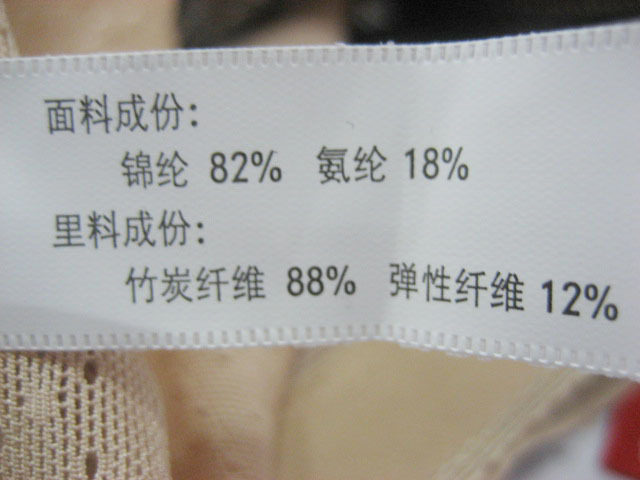 面料成份:
锦纶 82% 氨纶 18%
里料成份:
竹炭纤维 88% 弹性纤维 12%